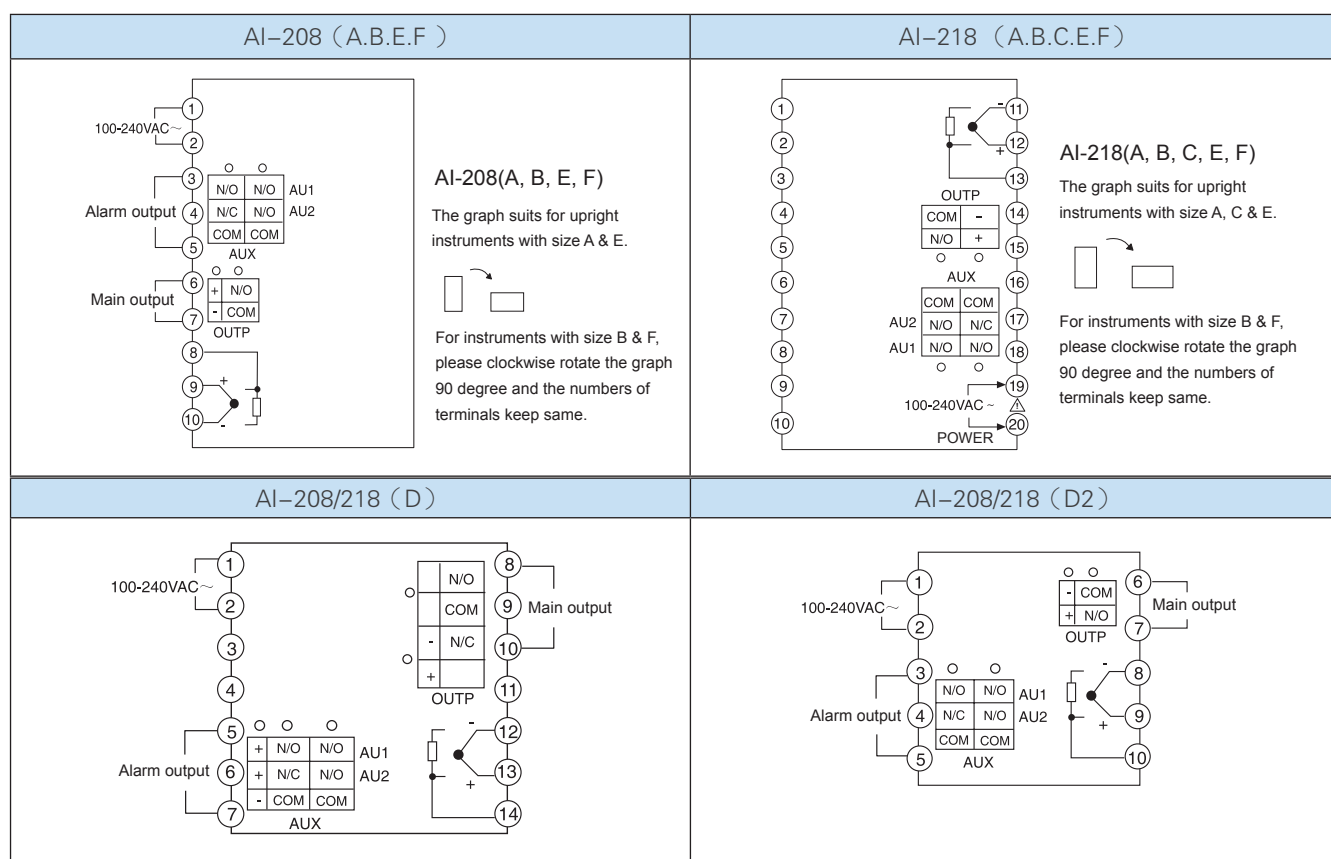 AI–208（A.B.E.F ）
AI–218 （A.B.C.E.F）
1
100-240VAC～
2
3
N/O N/O AU1
Alarm output 4 N/C N/O AU2
COM COM
5
AUX
6
+ N/O
Main output
- COM
7
OUTP
8
9 +
10 -
AI-208(A, B, E, F)
The graph suits for upright
instruments with size A & E.
For instruments with size B & F,
please clockwise rotate the graph
90 degree and the numbers of
terminals keep same.
1
2
3
4
5
6
7
8
9
10
- 11
+ 12
13
OUTP
COM - 14
N/O + 15
AUX
16
COM COM
AU2 N/O N/C 17
AU1 N/O N/O 18
19
100-240VAC～ ⚠
20
POWER
AI-218(A, B, C, E, F)
The graph suits for upright
instruments with size A, C & E.
For instruments with size B & F,
please clockwise rotate the graph
90 degree and the numbers of
terminals keep same.
AI–208/218（D）
AI–208/218（D2）
1
100-240VAC～
2
3
4
5
+ N/O N/O AU1
Alarm output 6 + N/C N/O AU2
7 - COM COM
AUX
N/O 8
COM 9 Main output
- N/C 10
+ 11
OUTP
- 12
13
+
14
1
100-240VAC～
2
3
N/O N/O AU1
Alarm output 4 N/C N/O AU2
COM COM
5 AUX
6
- COM
Main output
+ N/O
7
OUTP
- 8
+ 9
10